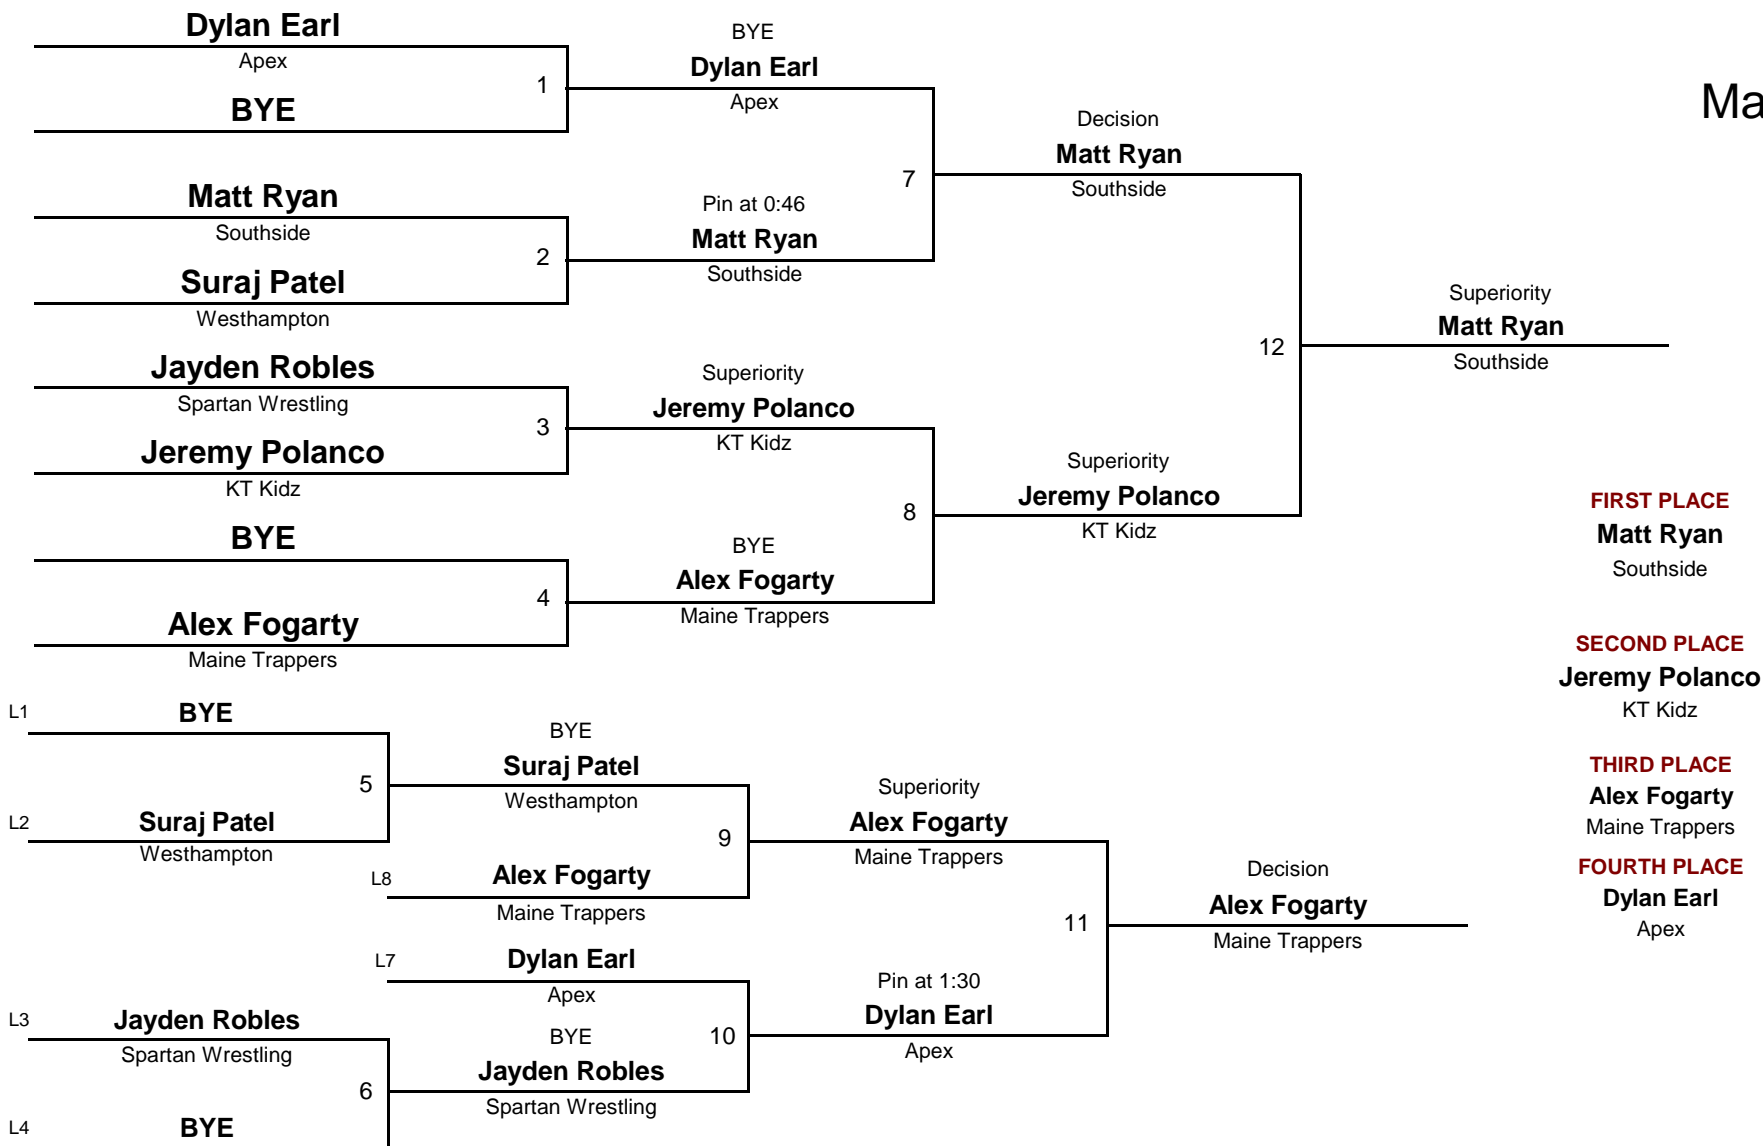 Dylan Earl
Apex
1
BYE
BYE
Dylan Earl
Apex
Ma
Matt Ryan
Southside
2
Suraj Patel
Westhampton
Pin at 0:46
Matt Ryan
Southside
7
Decision
Matt Ryan
Southside
Jayden Robles
Spartan Wrestling
3
Jeremy Polanco
KT Kidz
Superiority
Jeremy Polanco
KT Kidz
BYE
4
Alex Fogarty
Maine Trappers
BYE
Alex Fogarty
Maine Trappers
8
Superiority
Jeremy Polanco
KT Kidz
12
Superiority
Matt Ryan
Southside
FIRST PLACE
Matt Ryan
Southside
SECOND PLACE
Jeremy Polanco
KT Kidz
THIRD PLACE
Alex Fogarty
Maine Trappers
FOURTH PLACE
Dylan Earl
Apex
L1
BYE
5
L2
Suraj Patel
Westhampton
BYE
Suraj Patel
Westhampton
9
L8
Alex Fogarty
Maine Trappers
Superiority
Alex Fogarty
Maine Trappers
L7
Dylan Earl
Apex
10
L3
Jayden Robles
Spartan Wrestling
6
L4
BYE
BYE
Jayden Robles
Spartan Wrestling
Pin at 1:30
Dylan Earl
Apex
11
Decision
Alex Fogarty
Maine Trappers